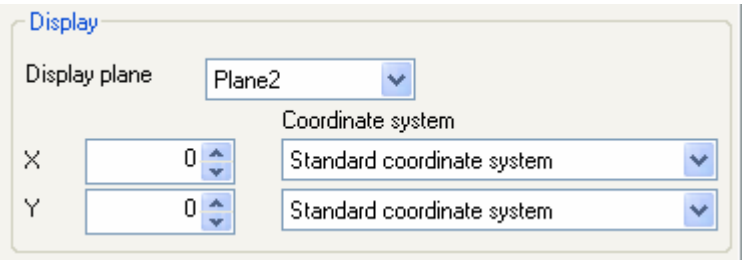 Display
Display plane Plane2
Coordinate system
X 0 Standard coordinate system
Y 0 Standard coordinate system